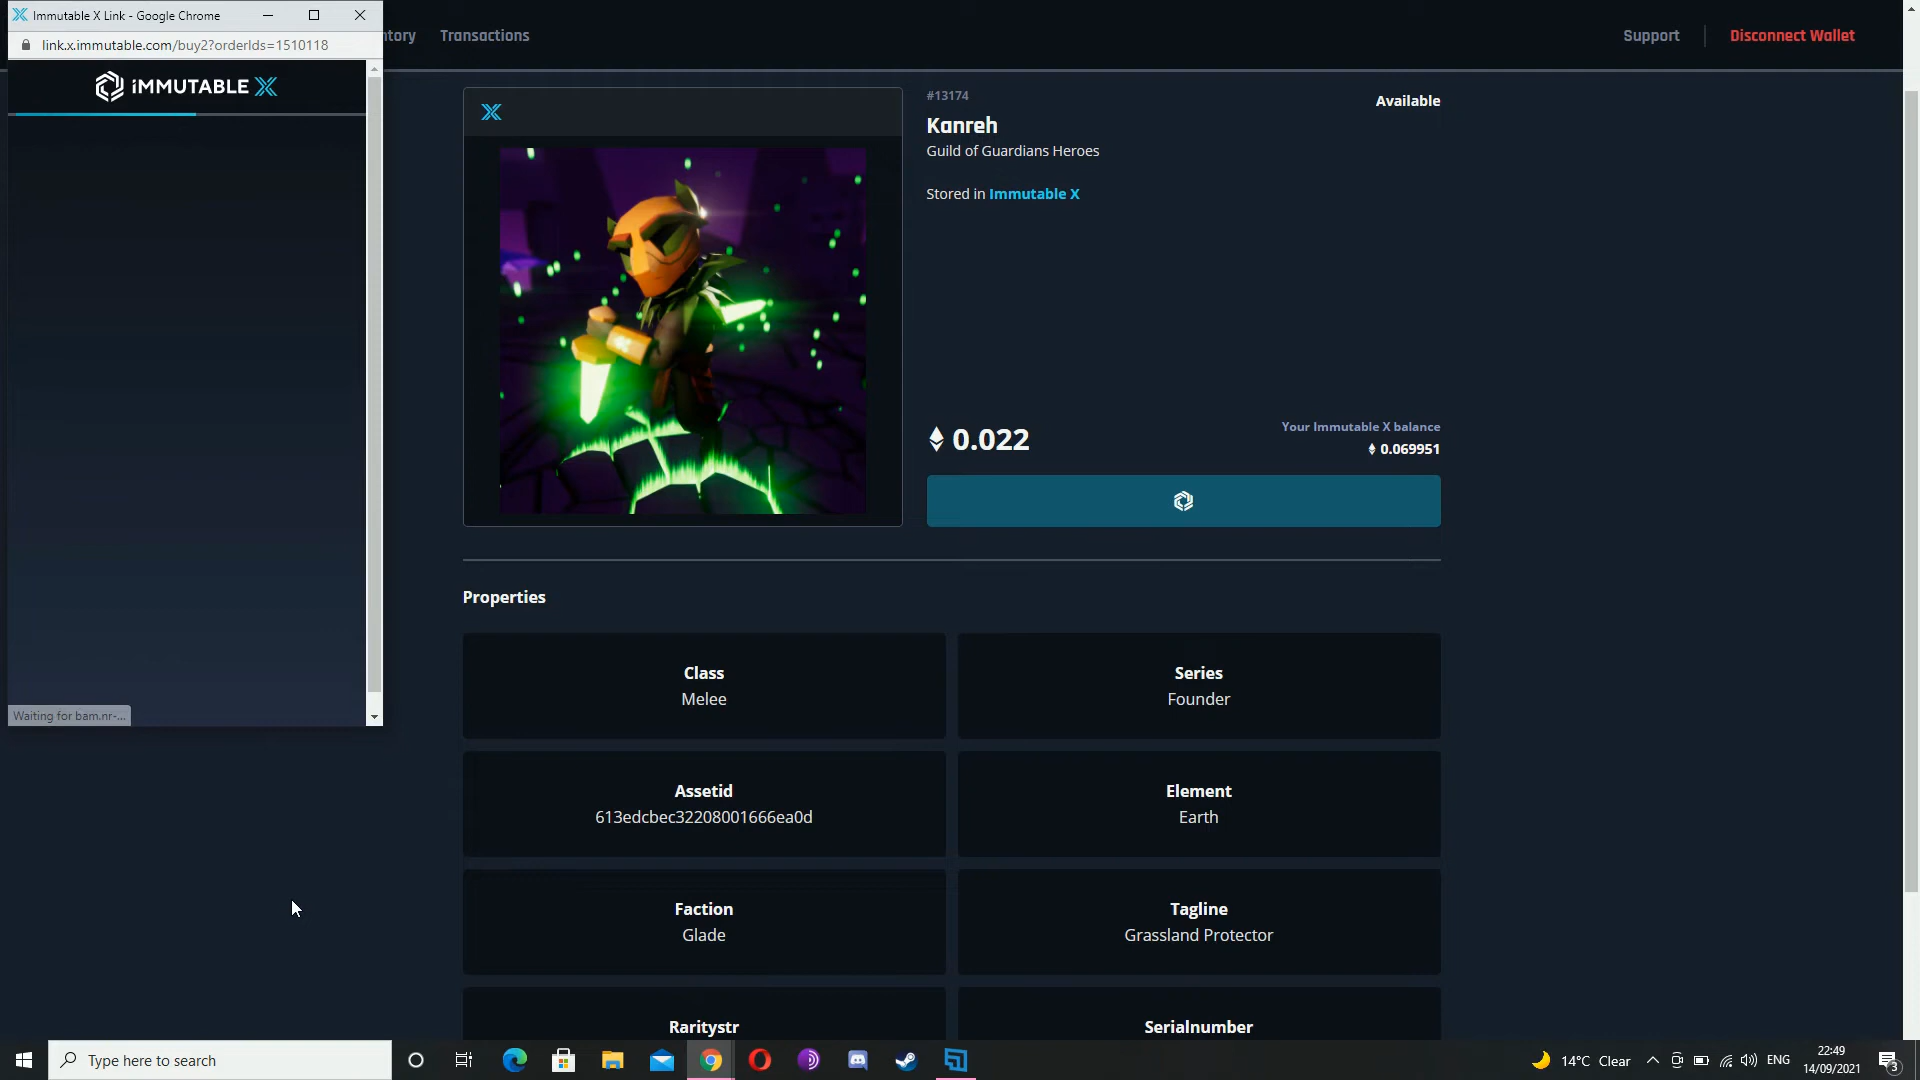 Immutable X Link - Google Chrome
link.x.immutable.com/buy2?orderIds=1510118
IMMUTABLE X
Waiting for bam.nr-...
ntory
Transactions
Support
Disconnect Wallet
#13174
Available
Kanreh
Guild of Guardians Heroes
Stored in Immutable X
0.022
Your Immutable X balance
0.069951
Properties
Class
Melee
Series
Founder
Assetid
613edcbec32208001666ea0d
Element
Earth
Faction
Glade
Tagline
Grassland Protector
Raritystr
Serialnumber
Type here to search
14°C Clear
ENG
22:49
14/09/2021
3